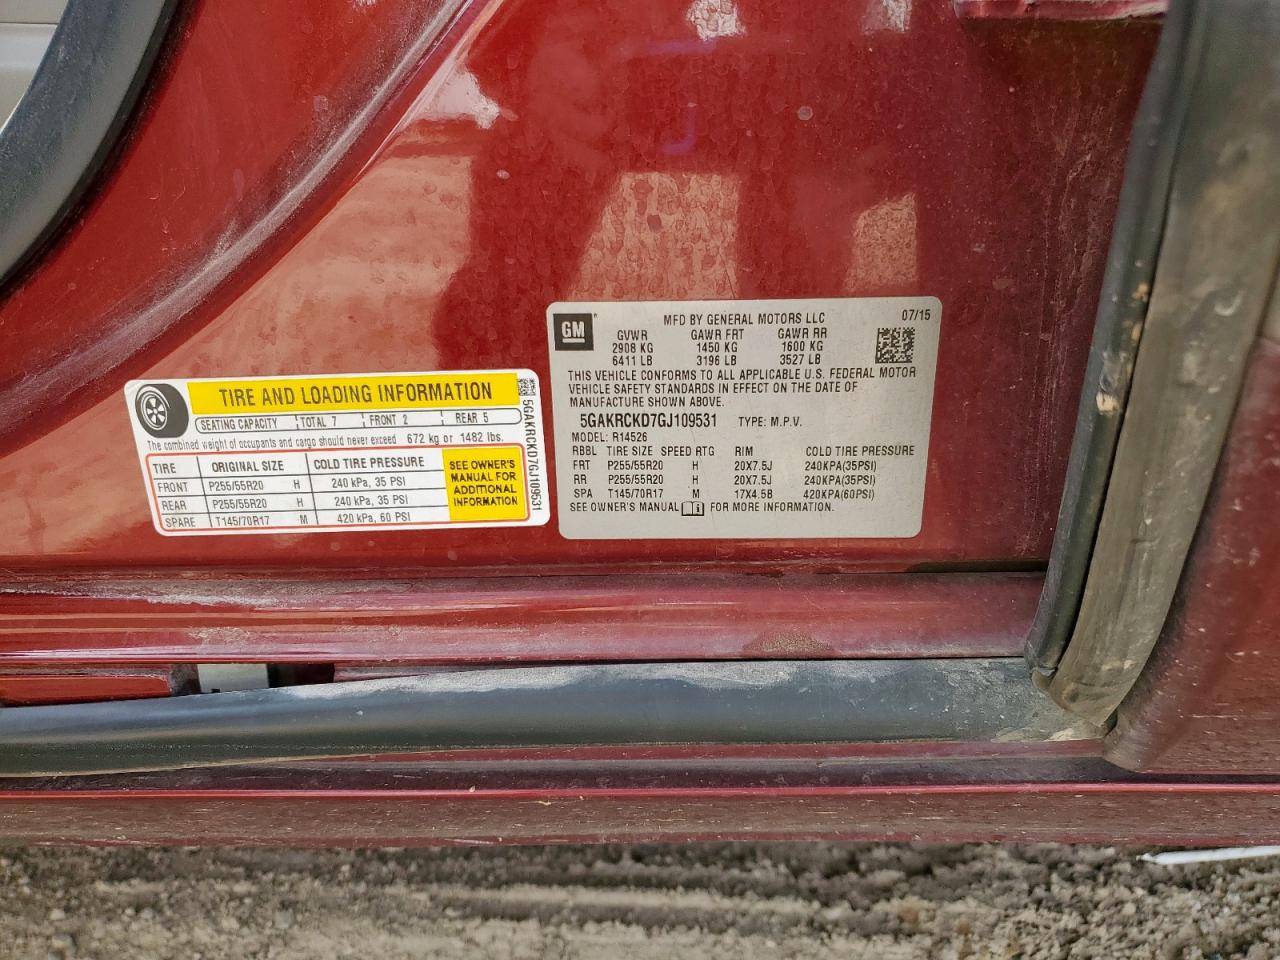 TIRE AND LOADING INFORMATION
SEATING CAPACITY TOTAL 7 FRONT 2 REAR 5
The combined weight of occupants and cargo should never exceed 672 kg or 1482 lbs.
TIRE ORIGINAL SIZE COLD TIRE PRESSURE
FRONT P255/55R20 H 240 kPa, 35 PSI
REAR P255/55R20 H 240 kPa, 35 PSI
SPARE T145/70R17 M 420 kPa, 60 PSI
SEE OWNER'S
MANUAL FOR
ADDITIONAL
INFORMATION
5GAKRCKD7GJ109531
GM
MFD BY GENERAL MOTORS LLC 07/15
GVWR GAWR FRT GAWR RR
2908 KG 1450 KG 1600 KG
6411 LB 3196 LB 3527 LB
THIS VEHICLE CONFORMS TO ALL APPLICABLE U.S. FEDERAL MOTOR
VEHICLE SAFETY STANDARDS IN EFFECT ON THE DATE OF
MANUFACTURE SHOWN ABOVE.
5GAKRCKD7GJ109531 TYPE: M.P.V.
MODEL: R14526
RBBL TIRE SIZE SPEED RTG RIM COLD TIRE PRESSURE
FRT P255/55R20 H 20X7.5J 240KPA(35PSI)
RR P255/55R20 H 20X7.5J 240KPA(35PSI)
SPA T145/70R17 M 17X4.5B 420KPA(60PSI)
SEE OWNER'S MANUAL i FOR MORE INFORMATION.